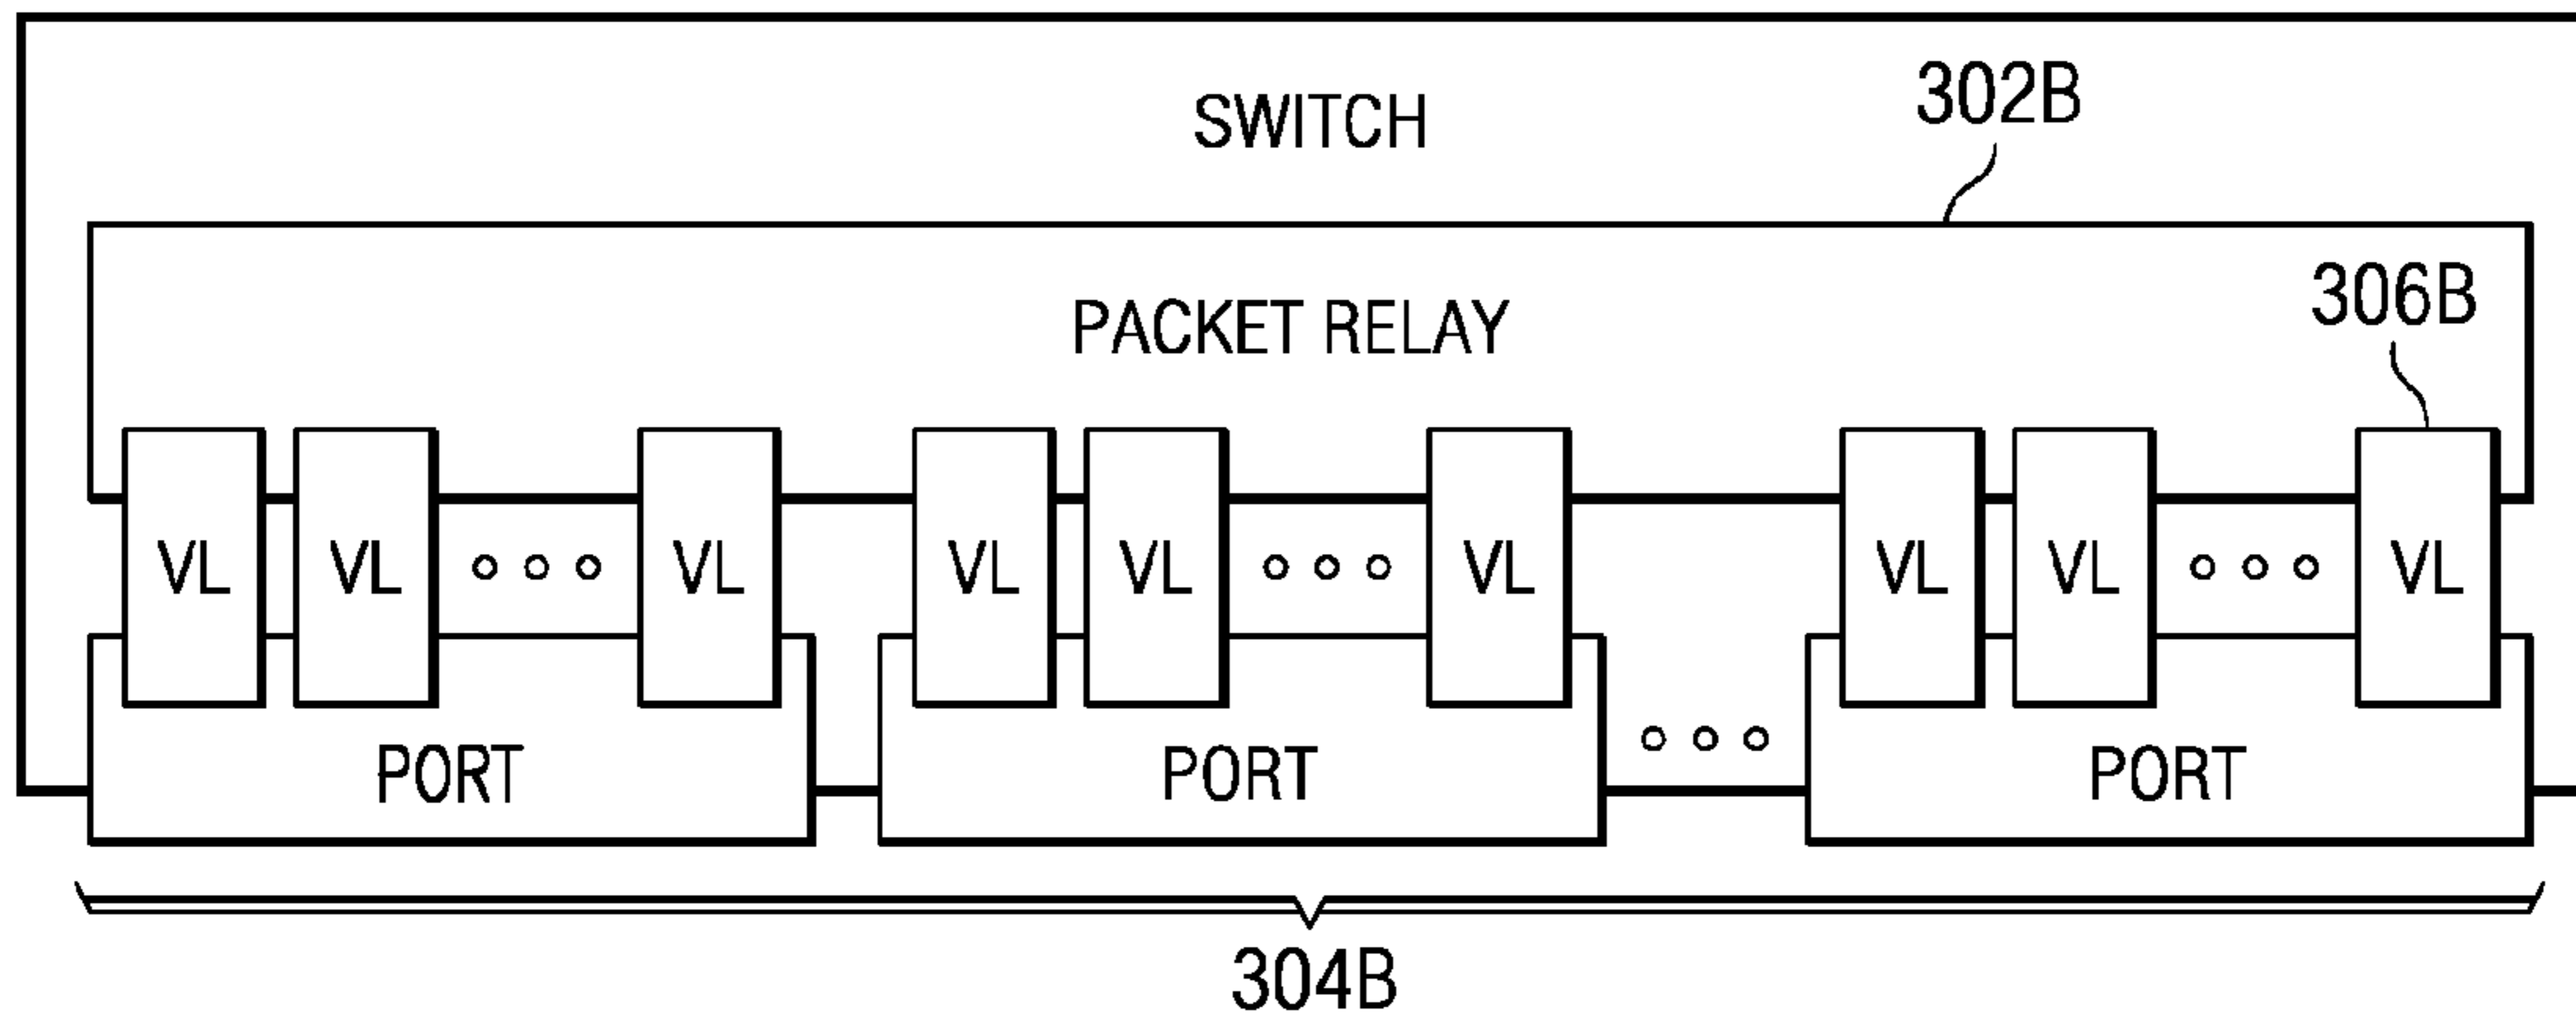 SWITCH
302B
PACKET RELAY
306B
VL VL VL VL VL VL VL VL VL
PORT PORT PORT
304B